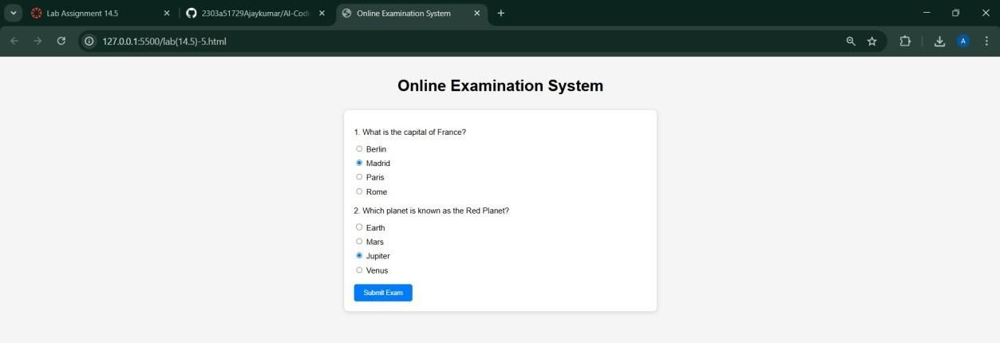 Lab Assignment 14.5
2303a51729Ajaykumar/AI-Codi
Online Examination System
127.0.0.1:5500/lab(14.5)-5.html
A
Online Examination System
1. What is the capital of France?
Berlin
Madrid
Paris
Rome
2. Which planet is known as the Red Planet?
Earth
Mars
Jupiter
Venus
Submit Exam